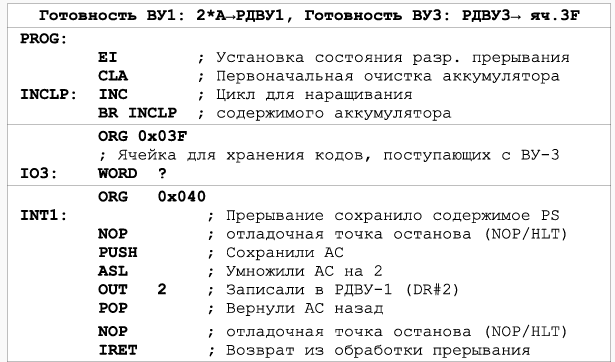 Готовность ВУ1: 2*A→РДВУ1, Готовность ВУ3: РДВУ3→ яч.3F
PROG:
EI ; Установка состояния разр. прерывания
CLA ; Первоначальная очистка аккумулятора
INCLP: INC ; Цикл для наращивания
BR INCLP ; содержимого аккумулятора
ORG 0x03F
; Ячейка для хранения кодов, поступающих с ВУ-3
IO3: WORD ?
ORG 0x040
INT1: ; Прерывание сохранило содержимое PS
NOP ; отладочная точка останова (NOP/HLT)
PUSH ; Сохранили АС
ASL ; Умножили АС на 2
OUT 2 ; Записали в РДВУ-1 (DR#2)
POP ; Вернули АС назад
NOP ; отладочная точка останова (NOP/HLT)
IRET ; Возврат из обработки прерывания